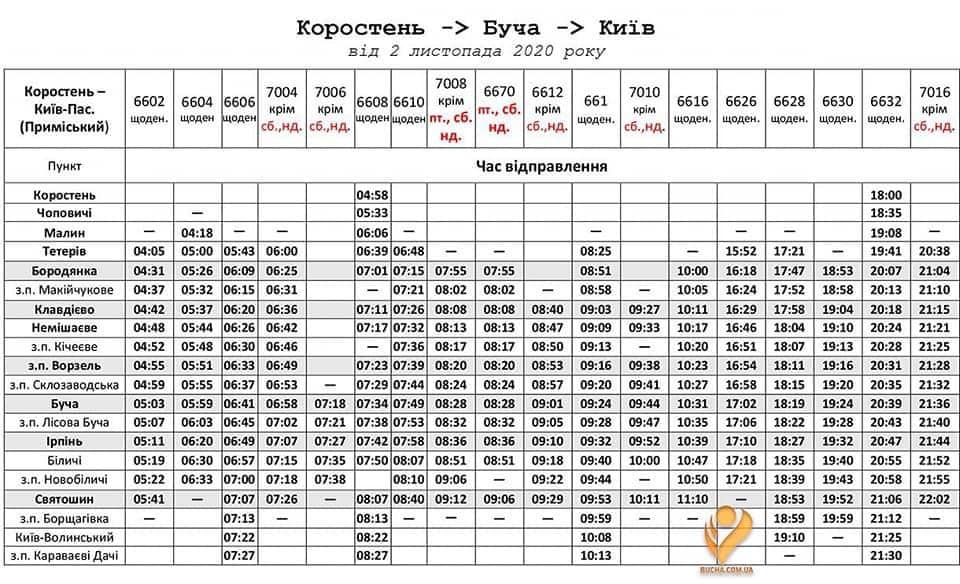 Коростень -> Буча -> Київ
від 2 листопада 2020 року
Коростень – Київ-Пас. (Приміський) 6602 щоден. 6604 щоден. 6606 щоден 7004 крім сб.,нд. 7006 крім сб.,нд. 6608 щоден 6610 щоден 7008 крім пт., сб. нд. 6670 пт., сб. нд. 6612 крім сб.,нд. 661 щоден. 7010 крім сб.,нд. 6616 щоден. 6626 щоден. 6628 щоден. 6630 щоден. 6632 щоден. 7016 крім сб.,нд.
Пункт Час відправлення
Коростень 04:58 18:00
Чоповичі — 05:33 18:35
Малин — 04:18 — — 06:06 — — — — 19:08 —
Тетерів 04:05 05:00 05:43 06:00 06:39 06:48 — — 08:25 — 15:52 17:21 — 19:41 20:38
Бородянка 04:31 05:26 06:09 06:25 07:01 07:15 07:55 07:55 08:51 10:00 16:18 17:47 18:53 20:07 21:04
з.п. Макійчукове 04:37 05:32 06:15 06:31 — 07:21 08:02 08:02 — 08:58 — 10:05 16:24 17:52 18:58 20:13 21:10
Клавдієво 04:42 05:37 06:20 06:36 07:11 07:26 08:08 08:08 08:40 09:03 09:27 10:11 16:29 17:58 19:04 20:18 21:15
Немішаєве 04:48 05:44 06:26 06:42 07:17 07:32 08:13 08:13 08:47 09:09 09:33 10:17 16:46 18:04 19:10 20:24 21:21
з.п. Кічеєве 04:52 05:48 06:30 06:46 — 07:36 08:17 08:17 08:50 09:13 — 10:20 16:51 18:07 19:13 20:28 21:25
з.п. Ворзель 04:55 05:51 06:33 06:49 07:23 07:39 08:20 08:20 08:53 09:16 09:38 10:23 16:54 18:11 19:16 20:31 21:28
з.п. Склозаводська 04:59 05:55 06:37 06:53 — 07:29 07:44 08:24 08:24 08:57 09:20 09:41 10:27 16:58 18:15 19:20 20:35 21:32
Буча 05:03 05:59 06:41 06:58 07:18 07:34 07:49 08:28 08:28 09:01 09:24 09:44 10:31 17:02 18:19 19:24 20:39 21:36
з.п. Лісова Буча 05:07 06:03 06:45 07:02 07:21 07:38 07:53 08:32 08:32 09:05 09:28 09:47 10:35 17:06 18:22 19:28 20:43 21:40
Ірпінь 05:11 06:20 06:49 07:07 07:27 07:42 07:58 08:36 08:36 09:10 09:32 09:52 10:39 17:10 18:27 19:32 20:47 21:44
Біличі 05:19 06:30 06:57 07:15 07:35 07:50 08:07 08:51 08:51 09:18 09:40 10:00 10:47 17:18 18:35 19:40 20:55 21:52
з.п. Новобіличі 05:22 06:33 07:00 07:18 07:38 08:10 09:06 — 09:22 09:44 — 10:50 17:21 18:39 19:43 20:58 21:55
Святошин 05:41 — 07:07 07:26 — 08:07 08:40 09:12 09:06 09:29 09:53 10:11 11:10 — 18:53 19:52 21:06 22:02
з.п. Борщагівка — 07:13 — 08:13 — — — — 09:59 — — 18:59 19:59 21:12 —
Київ-Волинський 07:22 08:22 10:08 19:10 — 21:25
з.п. Караваєві Дачі 07:27 08:27 10:13 — 21:30
BUCHA.COM.UA